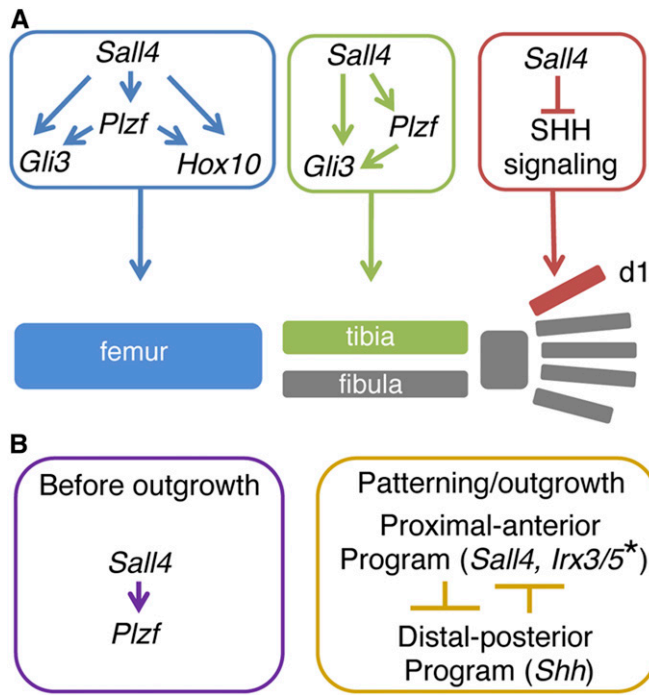 A
Sall4
Plzf
Gli3
Hox10
Sall4
Plzf
Gli3
Sall4
SHH
signaling
d1
femur
tibia
fibula
B
Before outgrowth
Sall4
Plzf
Patterning/outgrowth
Proximal-anterior
Program (Sall4, Irx3/5*)
Distal-posterior
Program (Shh)